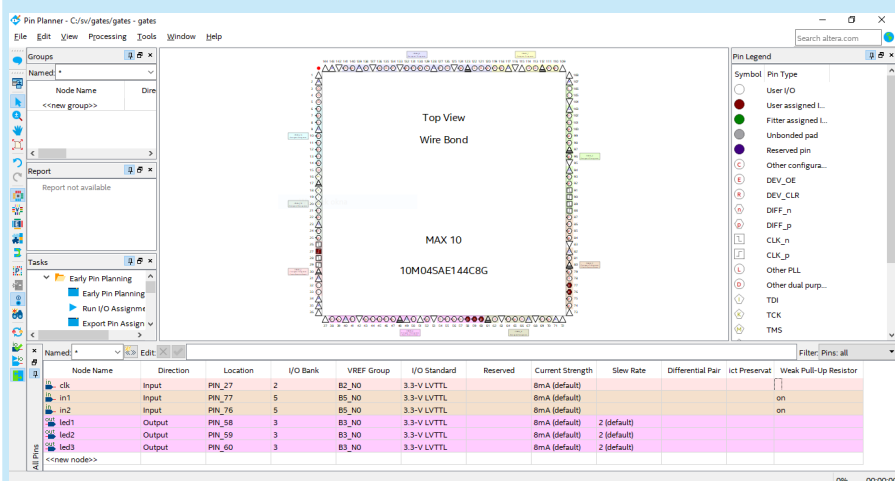 Pin Planner - C:/sv/gates/gates - gates
File Edit View Processing Tools Window Help
Search altera.com
Groups
Named: *
Node Name Dire
<<new group>>
Report
Report not available
Tasks
Early Pin Planning
Early Pin Planning
Run I/O Assignme
Export Pin Assign
Top View
Wire Bond
MAX 10
10M04SAE144C8G
Pin Legend
Symbol Pin Type
User I/O
User assigned I...
Fitter assigned I...
Unbonded pad
Reserved pin
Other configura...
DEV_OE
DEV_CLR
DIFF_n
DIFF_p
CLK_n
CLK_p
Other PLL
Other dual purp...
TDI
TCK
TMS
Named: * Edit: Filter: Pins: all
Node Name Direction Location I/O Bank VREF Group I/O Standard Reserved Current Strength Slew Rate Differential Pair ict Preservat Weak Pull-Up Resistor
clk Input PIN_27 2 B2_N0 3.3-V LVTTL 8mA (default)
in1 Input PIN_77 5 B5_N0 3.3-V LVTTL 8mA (default) on
in2 Input PIN_76 5 B5_N0 3.3-V LVTTL 8mA (default) on
led1 Output PIN_58 3 B3_N0 3.3-V LVTTL 8mA (default) 2 (default)
led2 Output PIN_59 3 B3_N0 3.3-V LVTTL 8mA (default) 2 (default)
led3 Output PIN_60 3 B3_N0 3.3-V LVTTL 8mA (default) 2 (default)
<<new node>>
All Pins
0% 00:00:00